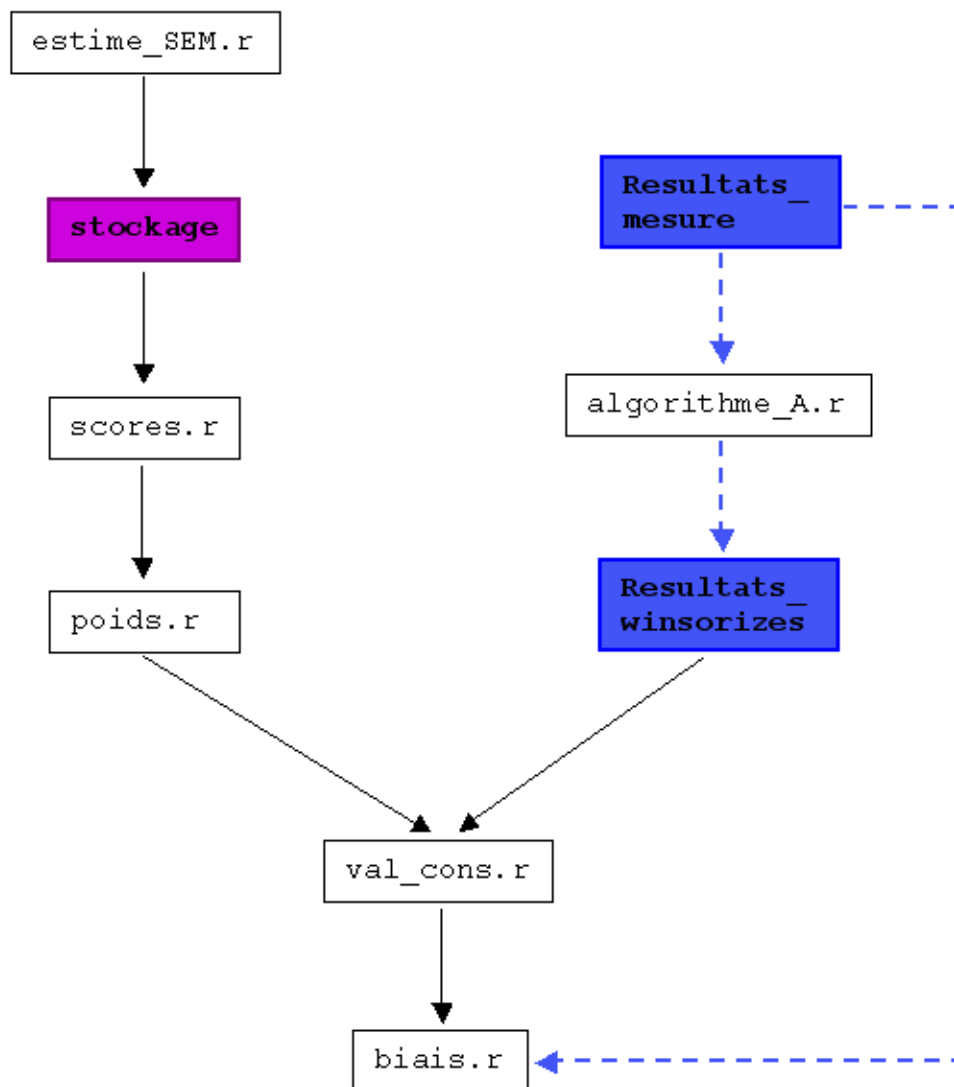 estime_SEM.r
stockage
scores.r
poids.r
Resultats_
mesure
algorithme_A.r
Resultats_
winsorizes
val_cons.r
biais.r